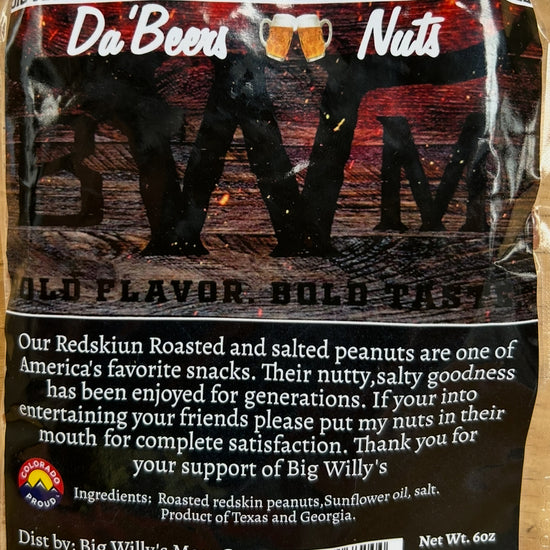 Da'Beers Nuts
BWM
OLD FLAVOR. BOLD TASTE.
Our Redskiun Roasted and salted peanuts are one of
America's favorite snacks. Their nutty,salty goodness
has been enjoyed for generations. If your into
entertaining your friends please put my nuts in their
mouth for complete satisfaction. Thank you for
your support of Big Willy's
COLORADO
PROUD
Ingredients: Roasted redskin peanuts,Sunflower oil, salt.
Product of Texas and Georgia.
Dist by: Big Willy's
Net Wt. 6oz